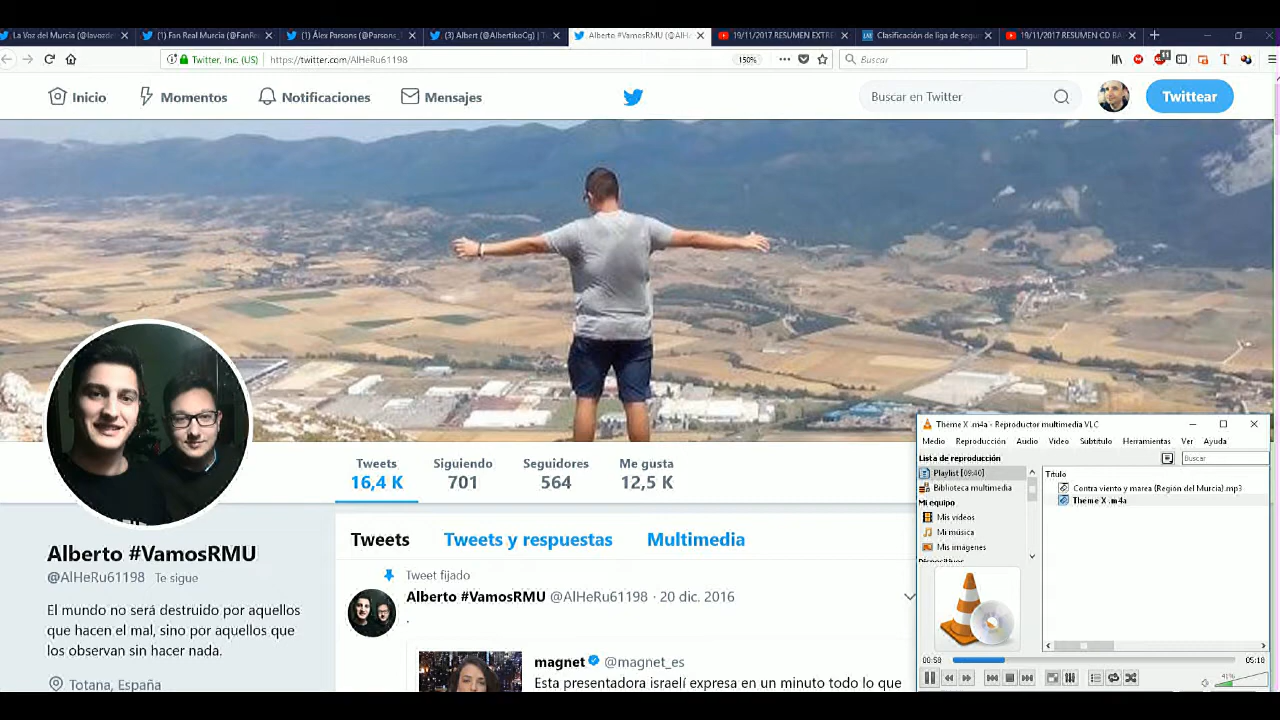 La Voz del Murcia (@lavozde
(1) Fan Real Murcia (@FanRe
(1) Álex Parsons (@Parsons_
(3) Albert (@AlbertikoCg) | T
Alberto #VamosRMU (@AlHe
19/11/2017 RESUMEN EXTRE
Clasificación de liga de segu
19/11/2017 RESUMEN CD BA
Twitter, Inc. (US)
https://twitter.com/AlHeRu61198
150%
Buscar
11
Inicio
Momentos
Notificaciones
Mensajes
Buscar en Twitter
Twittear
Tweets
Siguiendo
Seguidores
Me gusta
16,4 K
701
564
12,5 K
Alberto #VamosRMU
@AlHeRu61198 Te sigue
El mundo no será destruido por aquellos
que hacen el mal, sino por aquellos que
los observan sin hacer nada.
Totana, España
Tweets
Tweets y respuestas
Multimedia
Tweet fijado
Alberto #VamosRMU @AlHeRu61198 · 20 dic. 2016
.
magnet @magnet_es
Esta presentadora israelí expresa en un minuto todo lo que
Theme X .m4a - Reproductor multimedia VLC
Medio Reproducción Audio Vídeo Subtítulo Herramientas Ver Ayuda
Lista de reproducción
Buscar
Playlist [09:40]
Biblioteca multimedia
Mi equipo
Mis vídeos
Mi música
Mis imágenes
Dispositivos
Título
Contra viento y marea (Región del Murcia).mp3
Theme X .m4a
00:58
05:18
41%